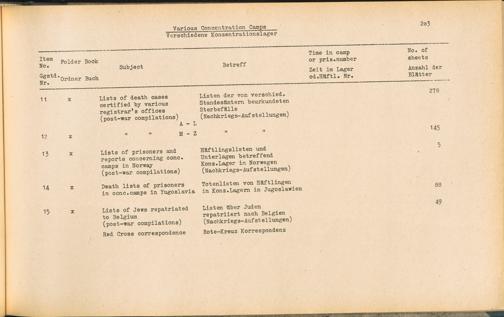 Various Concentration Camps 203
Verschiedene Konzentrationslager
Item No. Folder Book Subject Betreff Time in camp or pris.number No. of sheets
Ggstd. Nr. Ordner Buch Zeit im Lager od.Häftl. Nr. Anzahl der Blätter
11 x Lists of death cases Listen der von verschied. 278
certified by various Standesämtern beurkundeten
registrar's offices Sterbefälle
(post-war compilations) (Nachkriegs-Aufstellungen)
A - L
12 x " " M - Z " " 145
13 x Lists of prisoners and Häftlingslisten und 5
reports concerning conc. Unterlagen betreffend
camps in Norway Kons.Lager in Norwegen
(post-war compilations) (Nachkriegs-Aufstellungen)
14 x Death lists of prisoners Totenlisten von Häftlingen 88
in conc.camps in Yugoslavia in Kons.Lagern in Jugoslawien
15 x Lists of Jews repatriated Listen über Juden 49
to Belgium repatriiert nach Belgien
(post-war compilations) (Nachkriegs-Aufstellungen)
Red Cross correspondence Rote-Kreuz Korrespondenz